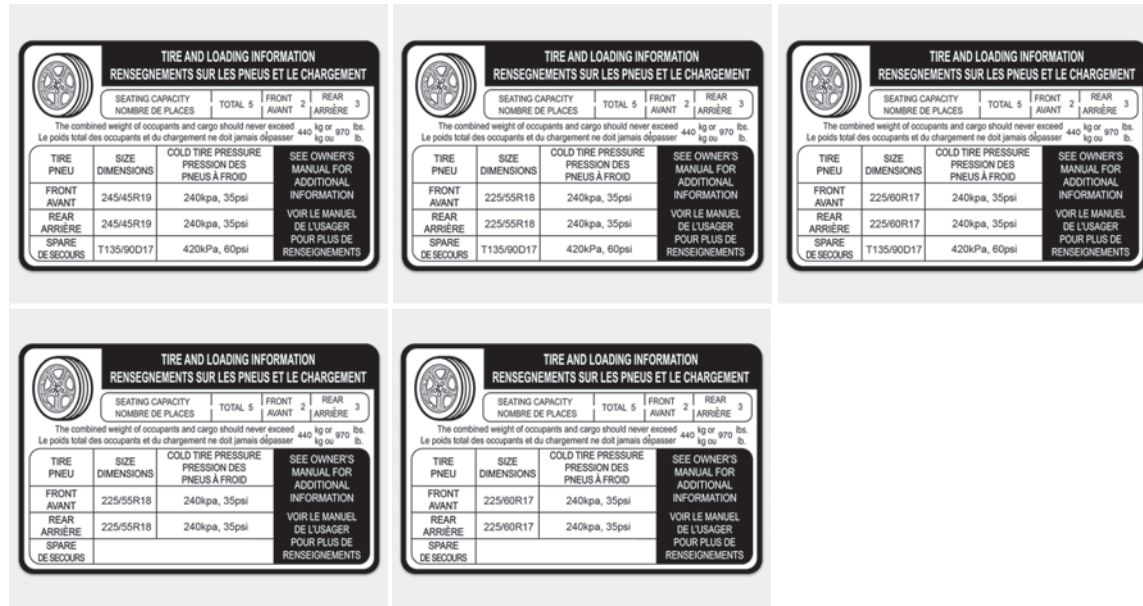 TIRE AND LOADING INFORMATION
RENSEGNEMENTS SUR LES PNEUS ET LE CHARGEMENT
SEATING CAPACITY
NOMBRE DE PLACES
TOTAL 5
FRONT
AVANT
2
REAR
ARRIÈRE
3
The combined weight of occupants and cargo should never exceed 440 kg or 970 lbs.
Le poids total des occupants et du chargement ne doit jamais dépasser kg ou lb.
TIRE
PNEU
SIZE
DIMENSIONS
COLD TIRE PRESSURE
PRESSION DES
PNEUS À FROID
FRONT
AVANT
245/45R19
240kpa, 35psi
REAR
ARRIÈRE
245/45R19
240kpa, 35psi
SPARE
DE SECOURS
T135/90D17
420kPa, 60psi
SEE OWNER'S
MANUAL FOR
ADDITIONAL
INFORMATION
VOIR LE MANUEL
DE L'USAGER
POUR PLUS DE
RENSEIGNEMENTS
TIRE AND LOADING INFORMATION
RENSEGNEMENTS SUR LES PNEUS ET LE CHARGEMENT
SEATING CAPACITY
NOMBRE DE PLACES
TOTAL 5
FRONT
AVANT
2
REAR
ARRIÈRE
3
The combined weight of occupants and cargo should never exceed 440 kg or 970 lbs.
Le poids total des occupants et du chargement ne doit jamais dépasser kg ou lb.
TIRE
PNEU
SIZE
DIMENSIONS
COLD TIRE PRESSURE
PRESSION DES
PNEUS À FROID
FRONT
AVANT
225/55R18
240kpa, 35psi
REAR
ARRIÈRE
225/55R18
240kpa, 35psi
SPARE
DE SECOURS
T135/90D17
420kPa, 60psi
SEE OWNER'S
MANUAL FOR
ADDITIONAL
INFORMATION
VOIR LE MANUEL
DE L'USAGER
POUR PLUS DE
RENSEIGNEMENTS
TIRE AND LOADING INFORMATION
RENSEGNEMENTS SUR LES PNEUS ET LE CHARGEMENT
SEATING CAPACITY
NOMBRE DE PLACES
TOTAL 5
FRONT
AVANT
2
REAR
ARRIÈRE
3
The combined weight of occupants and cargo should never exceed 440 kg or 970 lbs.
Le poids total des occupants et du chargement ne doit jamais dépasser kg ou lb.
TIRE
PNEU
SIZE
DIMENSIONS
COLD TIRE PRESSURE
PRESSION DES
PNEUS À FROID
FRONT
AVANT
225/60R17
240kpa, 35psi
REAR
ARRIÈRE
225/60R17
240kpa, 35psi
SPARE
DE SECOURS
T135/90D17
420kPa, 60psi
SEE OWNER'S
MANUAL FOR
ADDITIONAL
INFORMATION
VOIR LE MANUEL
DE L'USAGER
POUR PLUS DE
RENSEIGNEMENTS
TIRE AND LOADING INFORMATION
RENSEGNEMENTS SUR LES PNEUS ET LE CHARGEMENT
SEATING CAPACITY
NOMBRE DE PLACES
TOTAL 5
FRONT
AVANT
2
REAR
ARRIÈRE
3
The combined weight of occupants and cargo should never exceed 440 kg or 970 lbs.
Le poids total des occupants et du chargement ne doit jamais dépasser kg ou lb.
TIRE
PNEU
SIZE
DIMENSIONS
COLD TIRE PRESSURE
PRESSION DES
PNEUS À FROID
FRONT
AVANT
225/55R18
240kpa, 35psi
REAR
ARRIÈRE
225/55R18
240kpa, 35psi
SPARE
DE SECOURS
SEE OWNER'S
MANUAL FOR
ADDITIONAL
INFORMATION
VOIR LE MANUEL
DE L'USAGER
POUR PLUS DE
RENSEIGNEMENTS
TIRE AND LOADING INFORMATION
RENSEGNEMENTS SUR LES PNEUS ET LE CHARGEMENT
SEATING CAPACITY
NOMBRE DE PLACES
TOTAL 5
FRONT
AVANT
2
REAR
ARRIÈRE
3
The combined weight of occupants and cargo should never exceed 440 kg or 970 lbs.
Le poids total des occupants et du chargement ne doit jamais dépasser kg ou lb.
TIRE
PNEU
SIZE
DIMENSIONS
COLD TIRE PRESSURE
PRESSION DES
PNEUS À FROID
FRONT
AVANT
225/60R17
240kpa, 35psi
REAR
ARRIÈRE
225/60R17
240kpa, 35psi
SPARE
DE SECOURS
SEE OWNER'S
MANUAL FOR
ADDITIONAL
INFORMATION
VOIR LE MANUEL
DE L'USAGER
POUR PLUS DE
RENSEIGNEMENTS